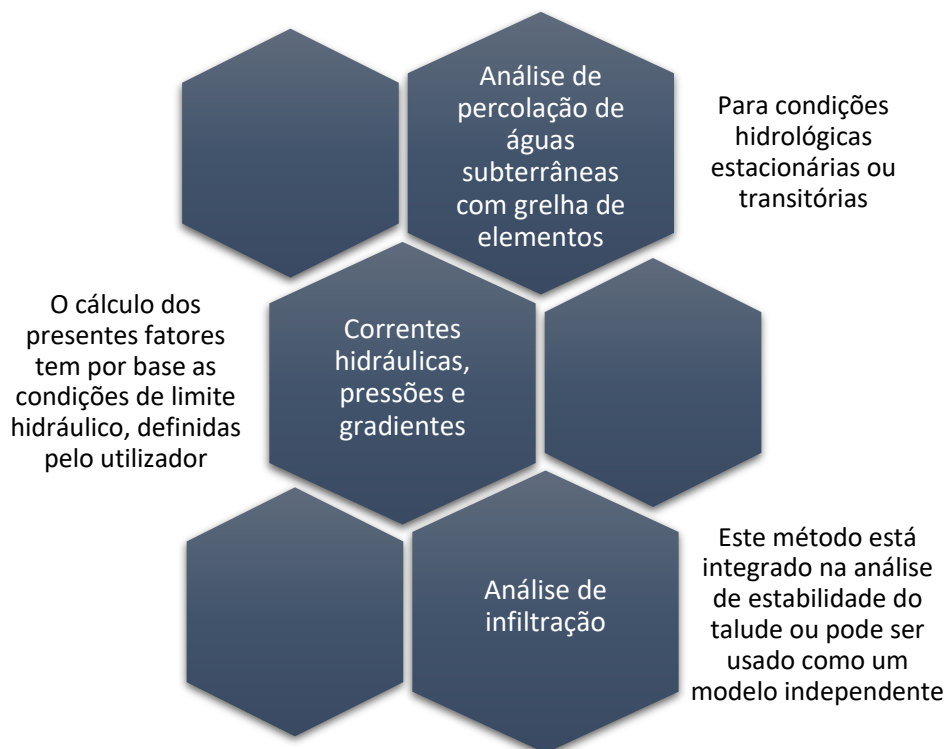 Análise de
percolação de
águas
subterrâneas
com grelha de
elementos
Para condições
hidrológicas
estacionárias ou
transitórias
O cálculo dos
presentes fatores
tem por base as
condições de limite
hidráulico, definidas
pelo utilizador
Correntes
hidráulicas,
pressões e
gradientes
Análise de
infiltração
Este método está
integrado na análise
de estabilidade do
talude ou pode ser
usado como um
modelo independente